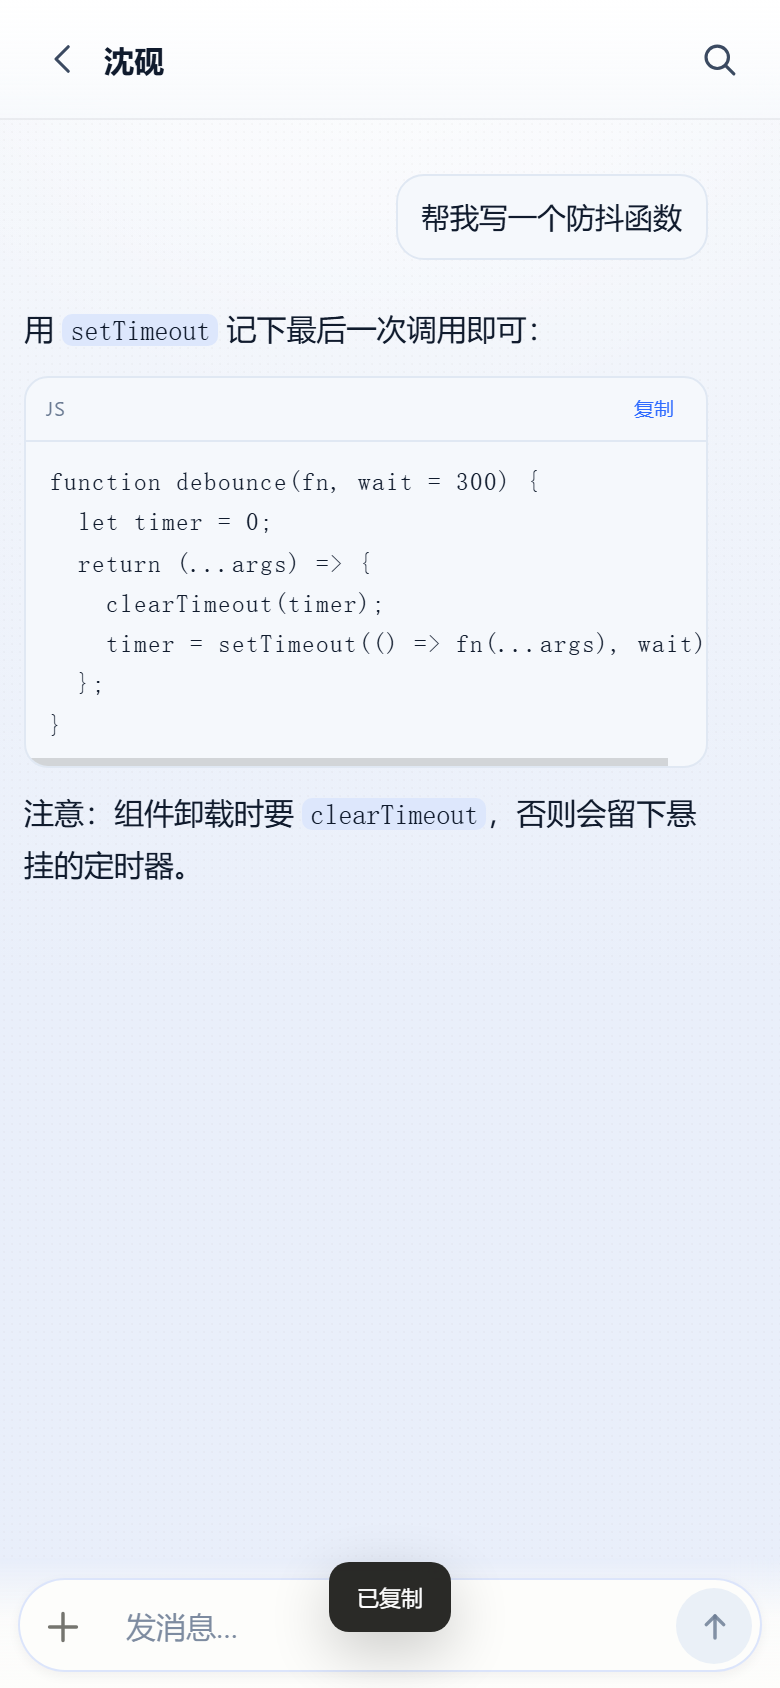 沈砚
帮我写一个防抖函数
用 setTimeout 记下最后一次调用即可：
JS 复制
function debounce(fn, wait = 300) {
  let timer = 0;
  return (...args) => {
    clearTimeout(timer);
    timer = setTimeout(() => fn(...args), wait)
  };
}
注意：组件卸载时要 clearTimeout，否则会留下悬
挂的定时器。
已复制
发消息...